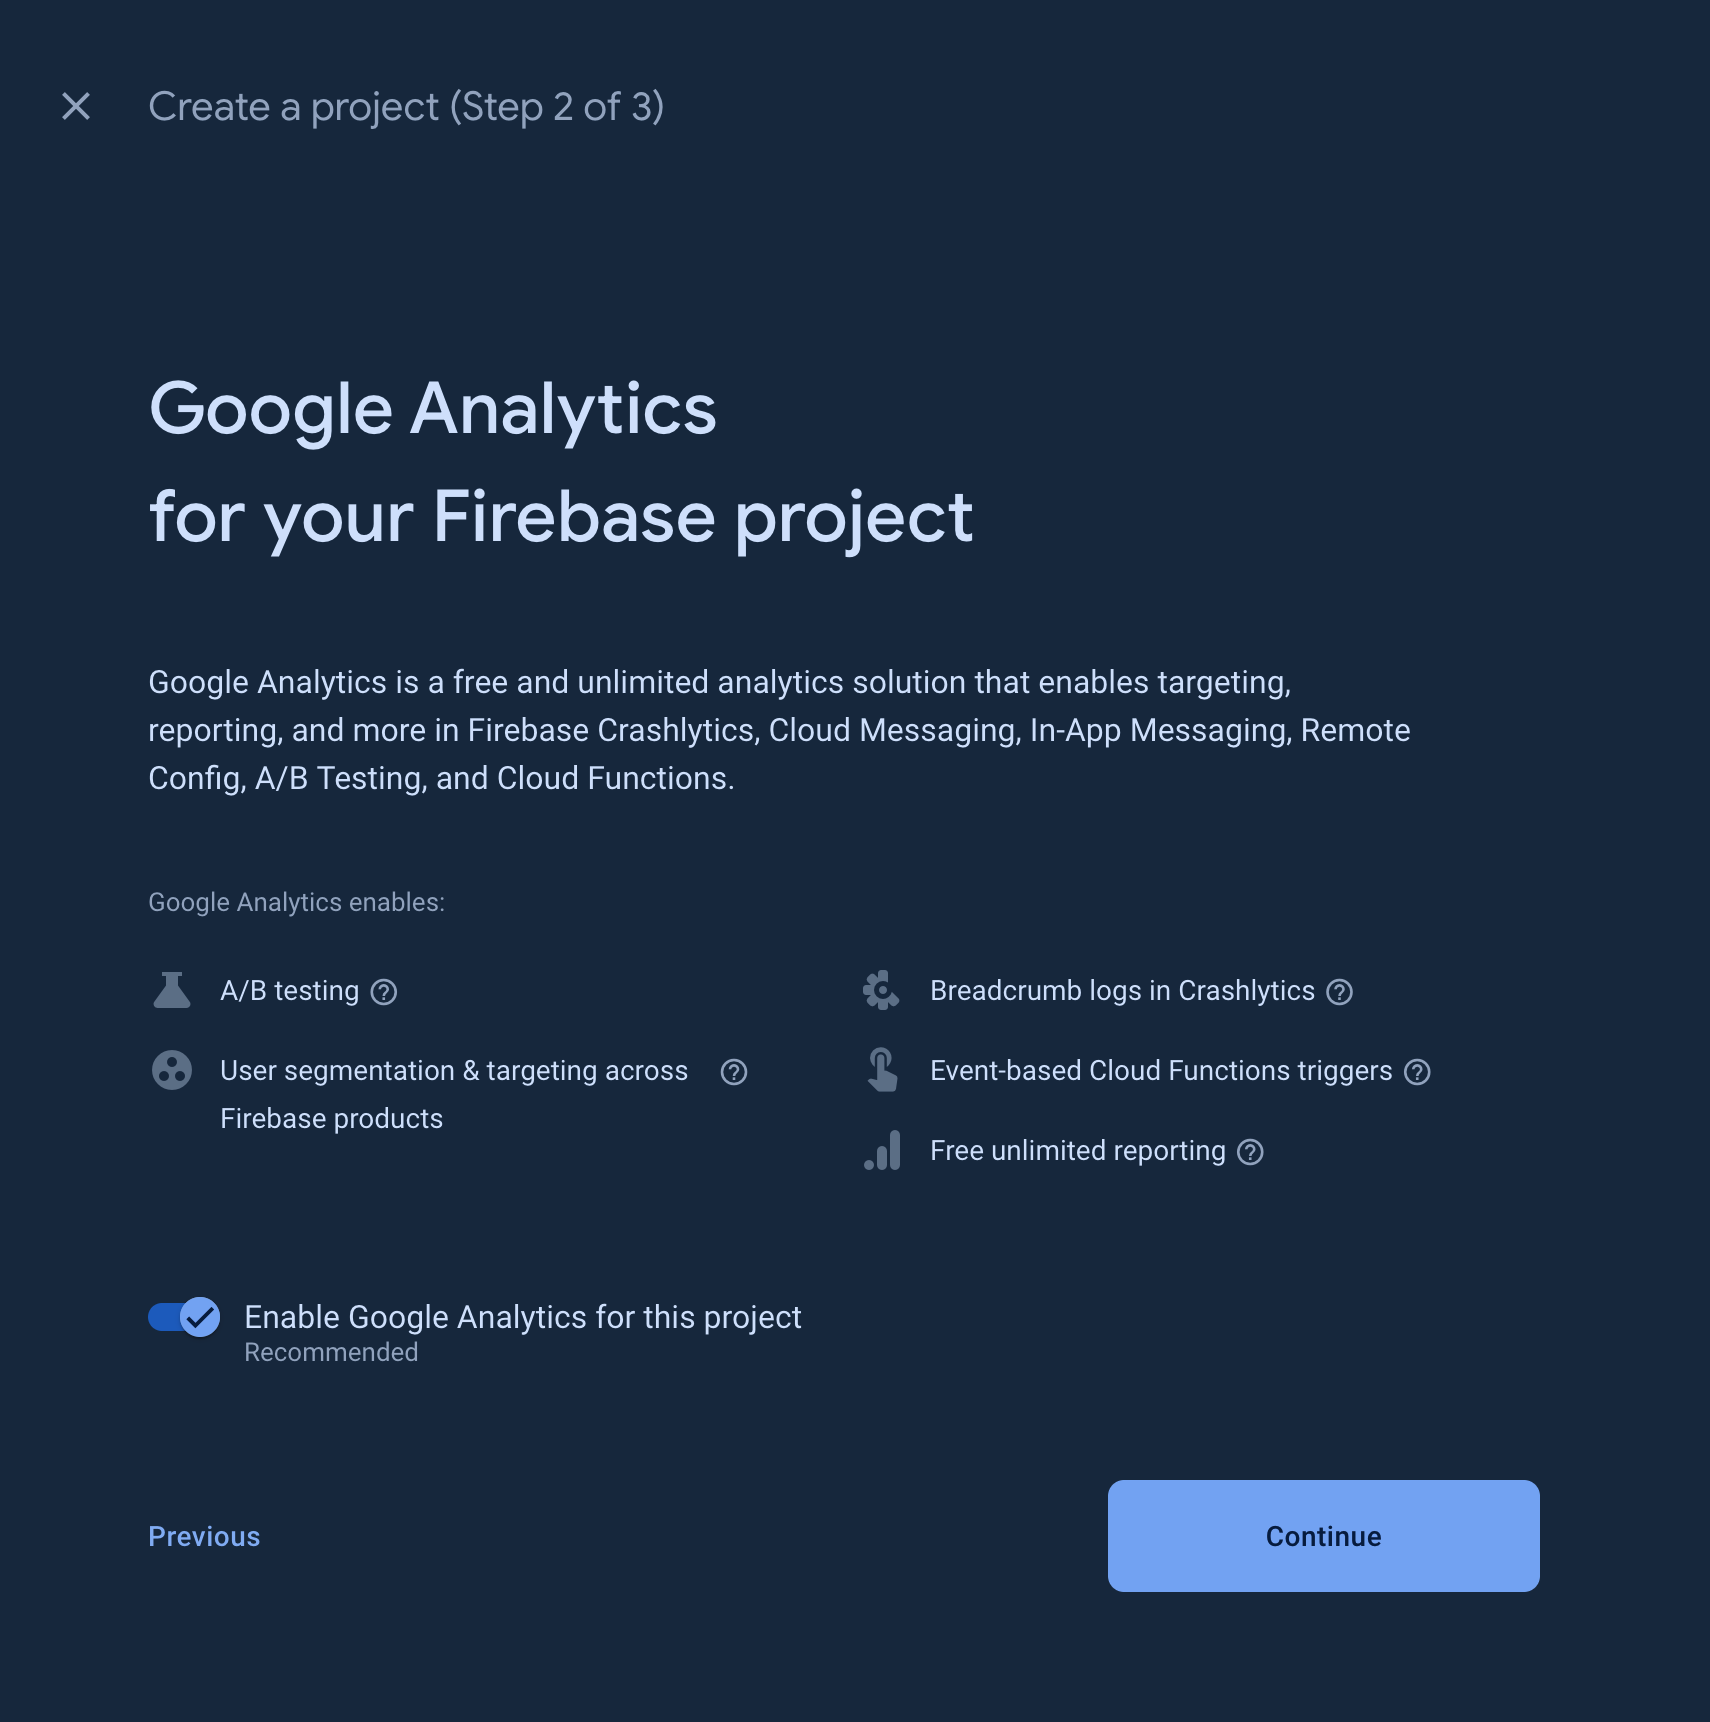 Create a project (Step 2 of 3)
Google Analytics
for your Firebase project
Google Analytics is a free and unlimited analytics solution that enables targeting,
reporting, and more in Firebase Crashlytics, Cloud Messaging, In-App Messaging, Remote
Config, A/B Testing, and Cloud Functions.
Google Analytics enables:
A/B testing
User segmentation & targeting across
Firebase products
Breadcrumb logs in Crashlytics
Event-based Cloud Functions triggers
Free unlimited reporting
Enable Google Analytics for this project
Recommended
Previous
Continue